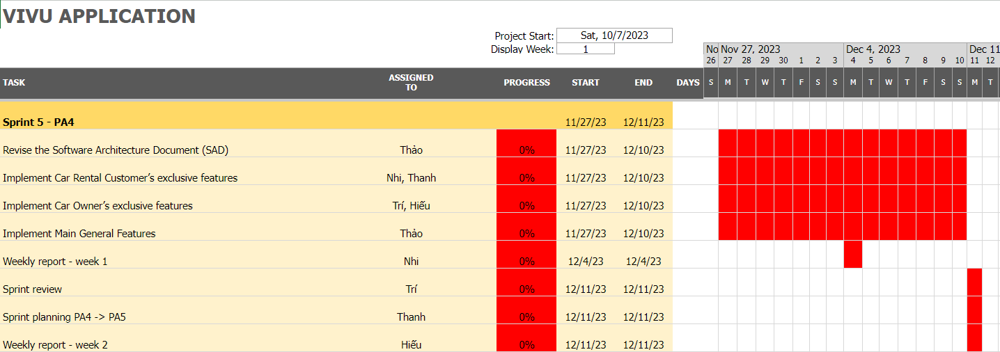 VIVU APPLICATION
Project Start: Sat, 10/7/2023
Display Week: 1
No Nov 27, 2023 Dec 4, 2023 Dec 11
26 27 28 29 30 1 2 3 4 5 6 7 8 9 10 11 12
TASK ASSIGNED TO PROGRESS START END DAYS S M T W T F S S M T W T F S S M T
Sprint 5 - PA4 11/27/23 12/11/23
Revise the Software Architecture Document (SAD) Thảo 0% 11/27/23 12/10/23
Implement Car Rental Customer’s exclusive features Nhi, Thanh 0% 11/27/23 12/10/23
Implement Car Owner’s exclusive features Trí, Hiếu 0% 11/27/23 12/10/23
Implement Main General Features Thảo 0% 11/27/23 12/10/23
Weekly report - week 1 Nhi 0% 12/4/23 12/4/23
Sprint review Trí 0% 12/11/23 12/11/23
Sprint planning PA4 -> PA5 Thanh 0% 12/11/23 12/11/23
Weekly report - week 2 Hiếu 0% 12/11/23 12/11/23